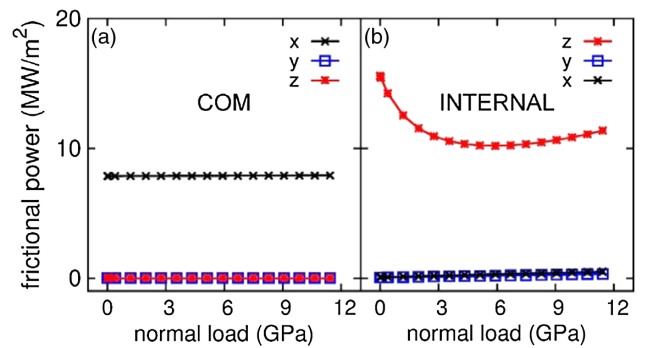 frictional power (MW/m²)
20
10
0
(a)
x
y
z
COM
0 3 6 9 12
normal load (GPa)
(b)
z
y
x
INTERNAL
0 3 6 9 12
normal load (GPa)